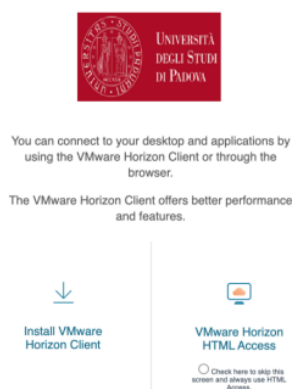 UNIVERSITÀ
DEGLI STUDI
DI PADOVA
You can connect to your desktop and applications by
using the VMware Horizon Client or through the
browser.
The VMware Horizon Client offers better performance
and features.
Install VMware
Horizon Client
VMware Horizon
HTML Access
Check here to skip this
screen and always use HTML
Access.